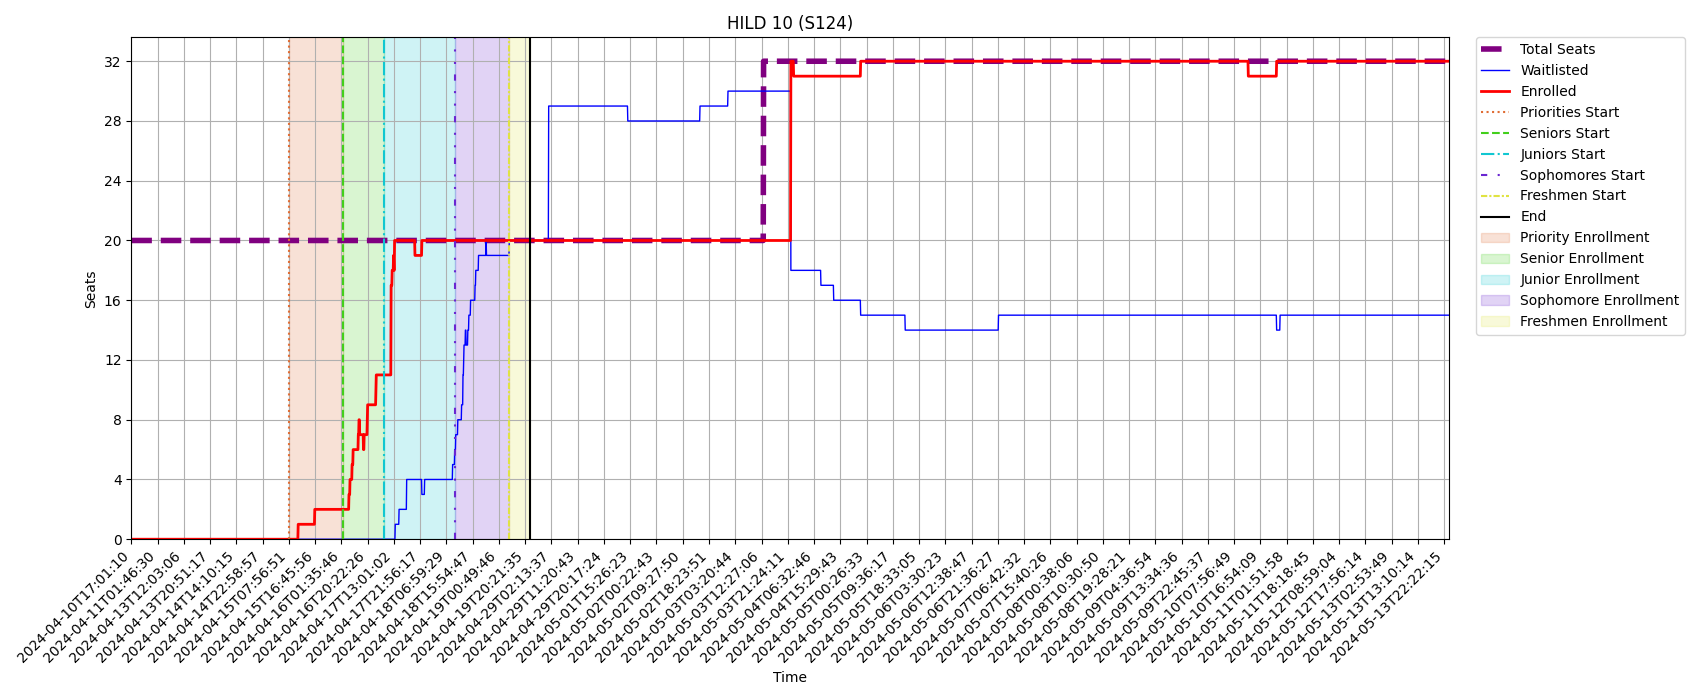 HILD 10 (S124)
Seats
32
28
24
20
16
12
8
4
0
2024-04-10T17:01:10
2024-04-11T01:46:30
2024-04-13T12:03:06
2024-04-13T20:51:17
2024-04-14T14:10:15
2024-04-14T22:58:57
2024-04-15T07:56:51
2024-04-15T16:45:56
2024-04-16T01:35:46
2024-04-16T20:22:26
2024-04-17T13:01:02
2024-04-17T21:56:17
2024-04-18T06:59:29
2024-04-18T15:54:47
2024-04-19T00:49:46
2024-04-19T20:21:35
2024-04-29T02:13:37
2024-04-29T11:20:43
2024-04-29T20:17:24
2024-05-01T15:26:23
2024-05-02T00:22:43
2024-05-02T09:27:50
2024-05-02T18:23:51
2024-05-03T03:20:44
2024-05-03T12:27:06
2024-05-03T21:24:11
2024-05-04T06:32:46
2024-05-04T15:29:43
2024-05-05T00:26:33
2024-05-05T09:36:17
2024-05-05T18:33:05
2024-05-06T03:30:23
2024-05-06T12:38:47
2024-05-06T21:36:27
2024-05-07T06:42:32
2024-05-07T15:40:26
2024-05-08T00:38:06
2024-05-08T10:30:50
2024-05-08T19:28:21
2024-05-09T04:36:54
2024-05-09T13:34:36
2024-05-09T22:45:37
2024-05-10T07:56:49
2024-05-10T16:54:09
2024-05-11T01:51:58
2024-05-11T18:18:45
2024-05-12T08:59:04
2024-05-12T17:56:14
2024-05-13T02:53:49
2024-05-13T13:10:14
2024-05-13T22:22:15
Time
Total Seats
Waitlisted
Enrolled
Priorities Start
Seniors Start
Juniors Start
Sophomores Start
Freshmen Start
End
Priority Enrollment
Senior Enrollment
Junior Enrollment
Sophomore Enrollment
Freshmen Enrollment